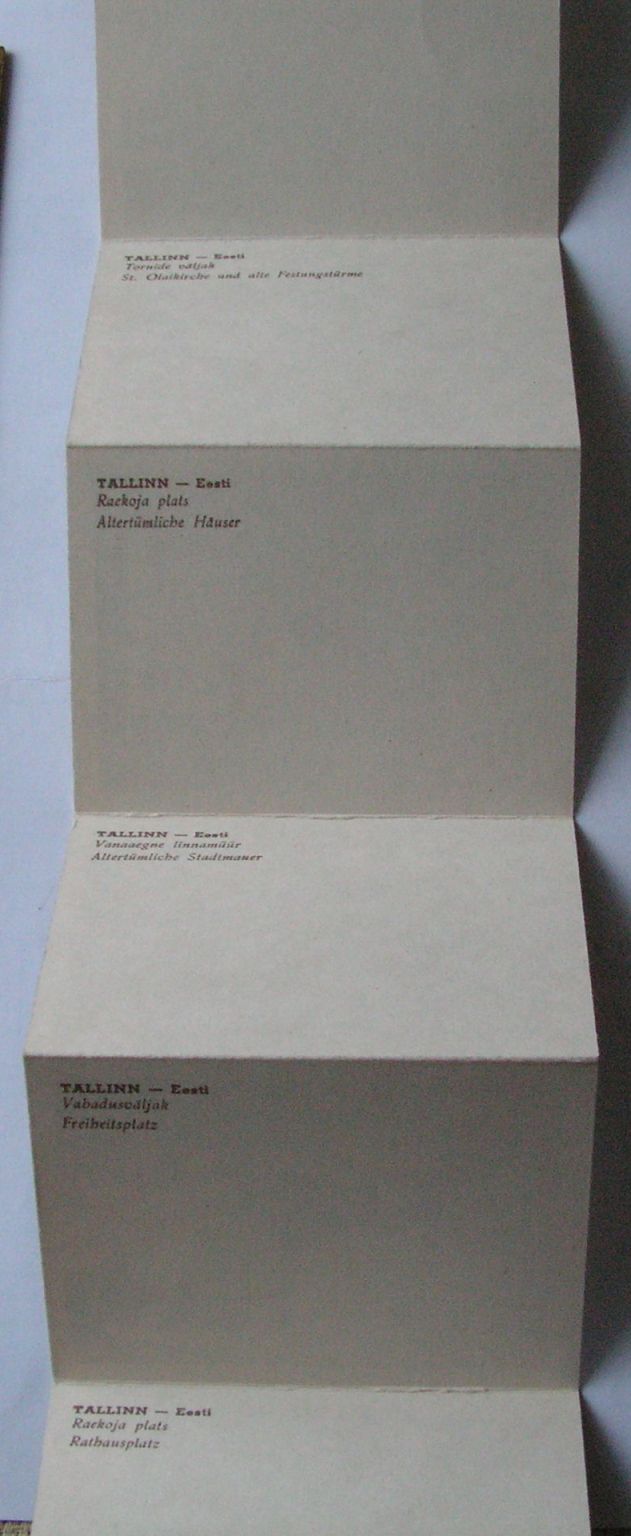 TALLINN — Eesti
Tornide väljak
St. Olaikirche und alte Festungstürme
TALLINN — Eesti
Raekoja plats
Altertümliche Häuser
TALLINN — Eesti
Vanaaegne linnamüür
Altertümliche Stadtmauer
TALLINN — Eesti
Vabadusväljak
Freiheitsplatz
TALLINN — Eesti
Raekoja plats
Rathausplatz